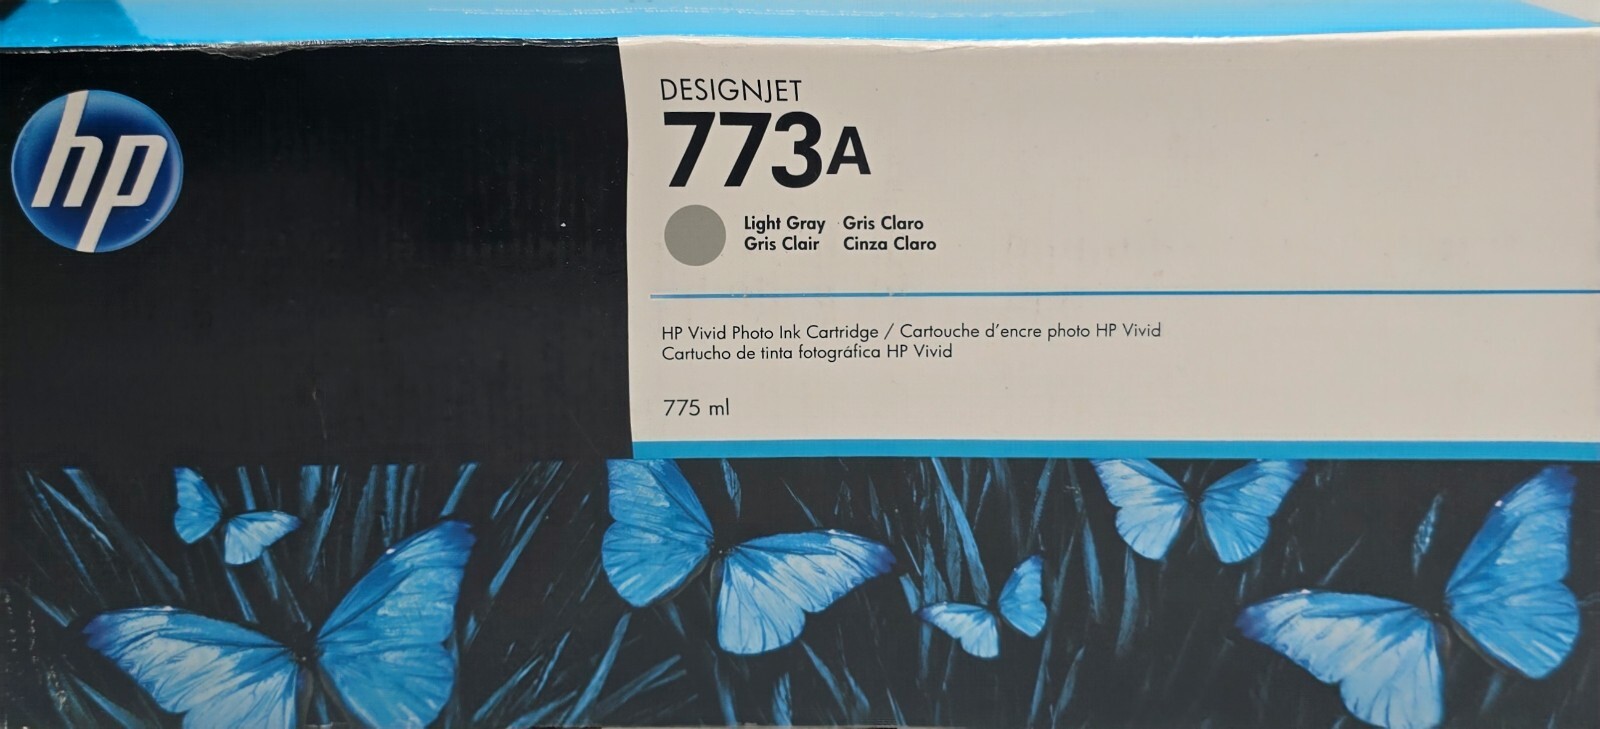 hp
DESIGNJET
773A
Light Gray Gris Claro
Gris Clair Cinza Claro
HP Vivid Photo Ink Cartridge / Cartouche d'encre photo HP Vivid
Cartucho de tinta fotográfica HP Vivid
775 ml